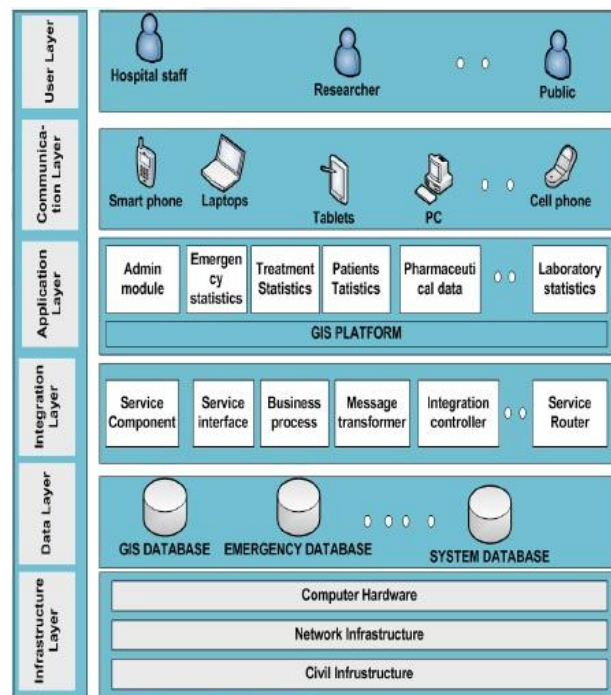 User Layer
Hospital staff
Researcher
Public
Communica-
tion Layer
Smart phone
Laptops
Tablets
PC
Cell phone
Application
Layer
Admin
module
Emergen
cy
statistics
Treatment
Statistics
Patients
Tatistics
Pharmaceuti
cal data
Laboratory
statistics
GIS PLATFORM
Integration
Layer
Service
Component
Service
interface
Business
process
Message
transformer
Integration
controller
Service
Router
Data Layer
GIS DATABASE
EMERGENCY DATABASE
SYSTEM DATABASE
Infrastructure
Layer
Computer Hardware
Network Infrastructure
Civil Infrustructure